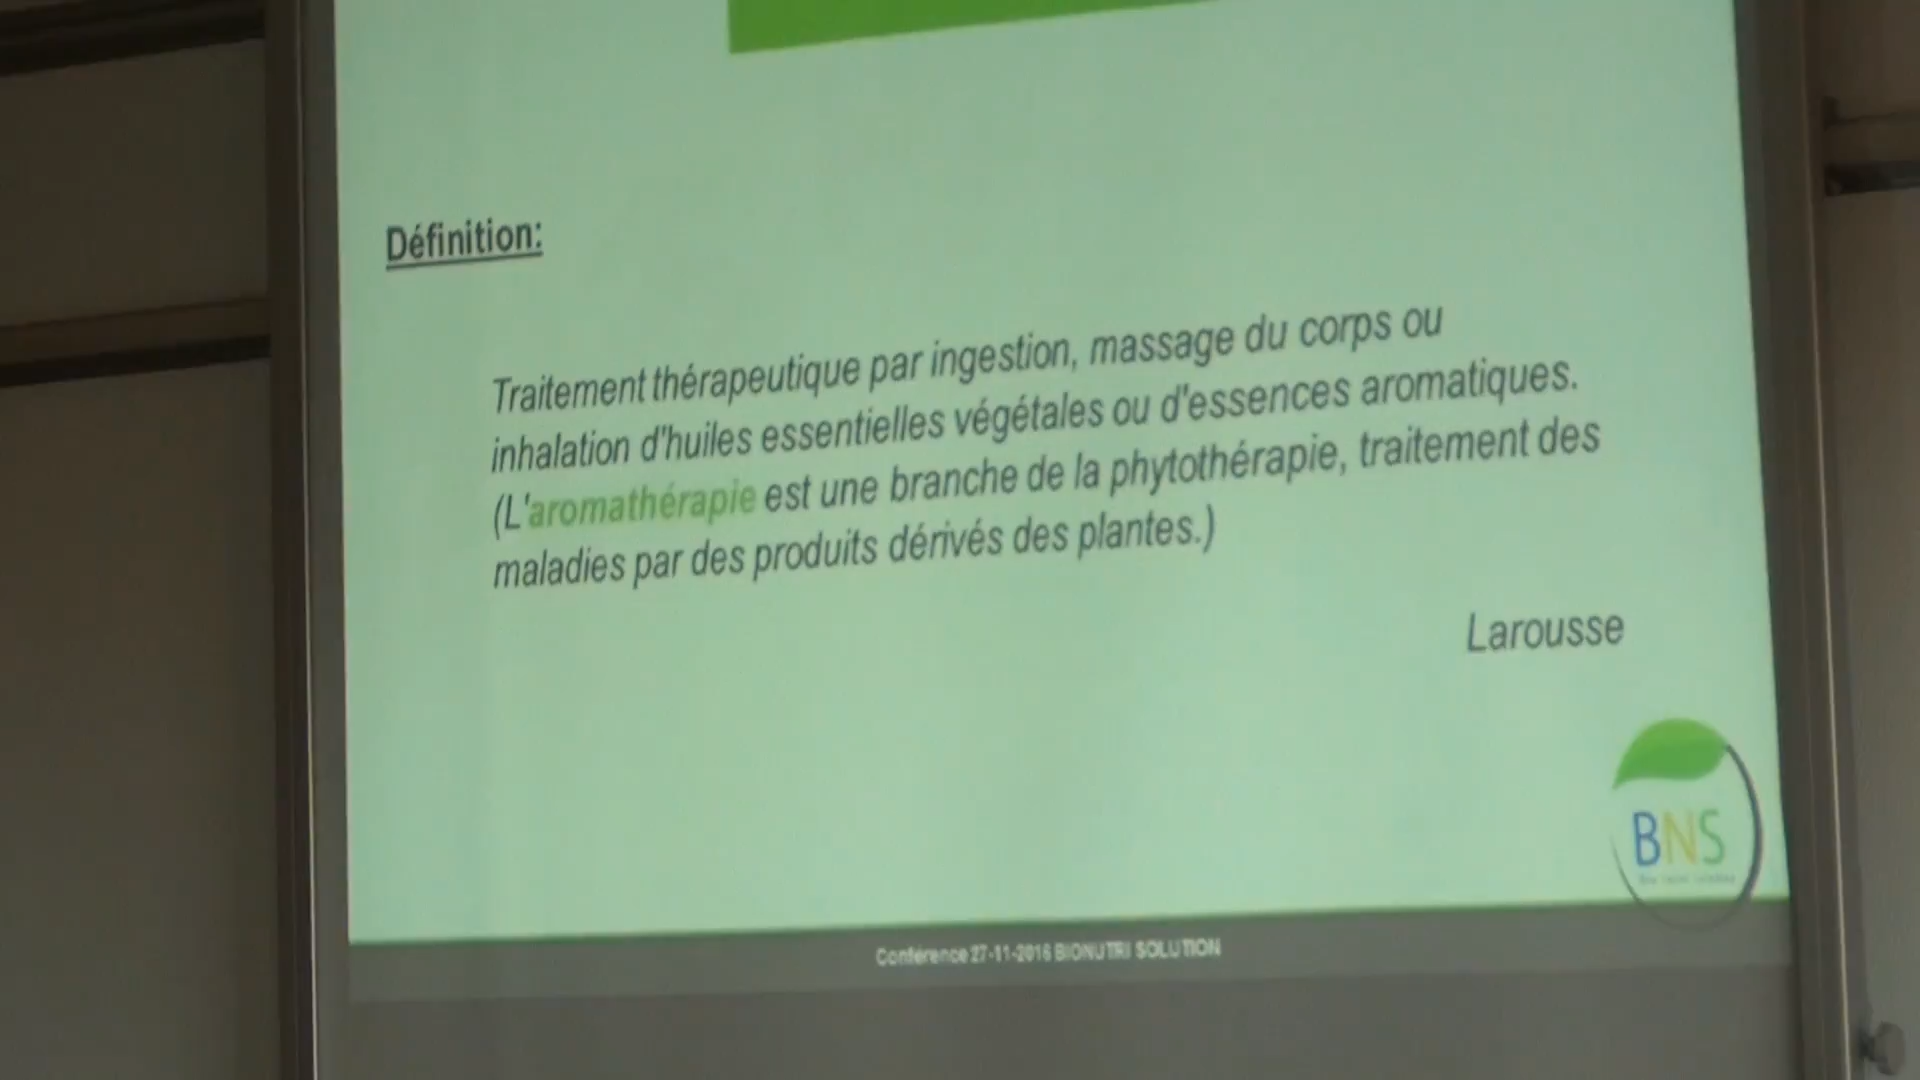 Définition:
Traitement thérapeutique par ingestion, massage du corps ou
inhalation d'huiles essentielles végétales ou d'essences aromatiques.
(L'aromathérapie est une branche de la phytothérapie, traitement des
maladies par des produits dérivés des plantes.)
Larousse
BNS
Conférence 27-11-2016 BIONUTRI SOLUTION